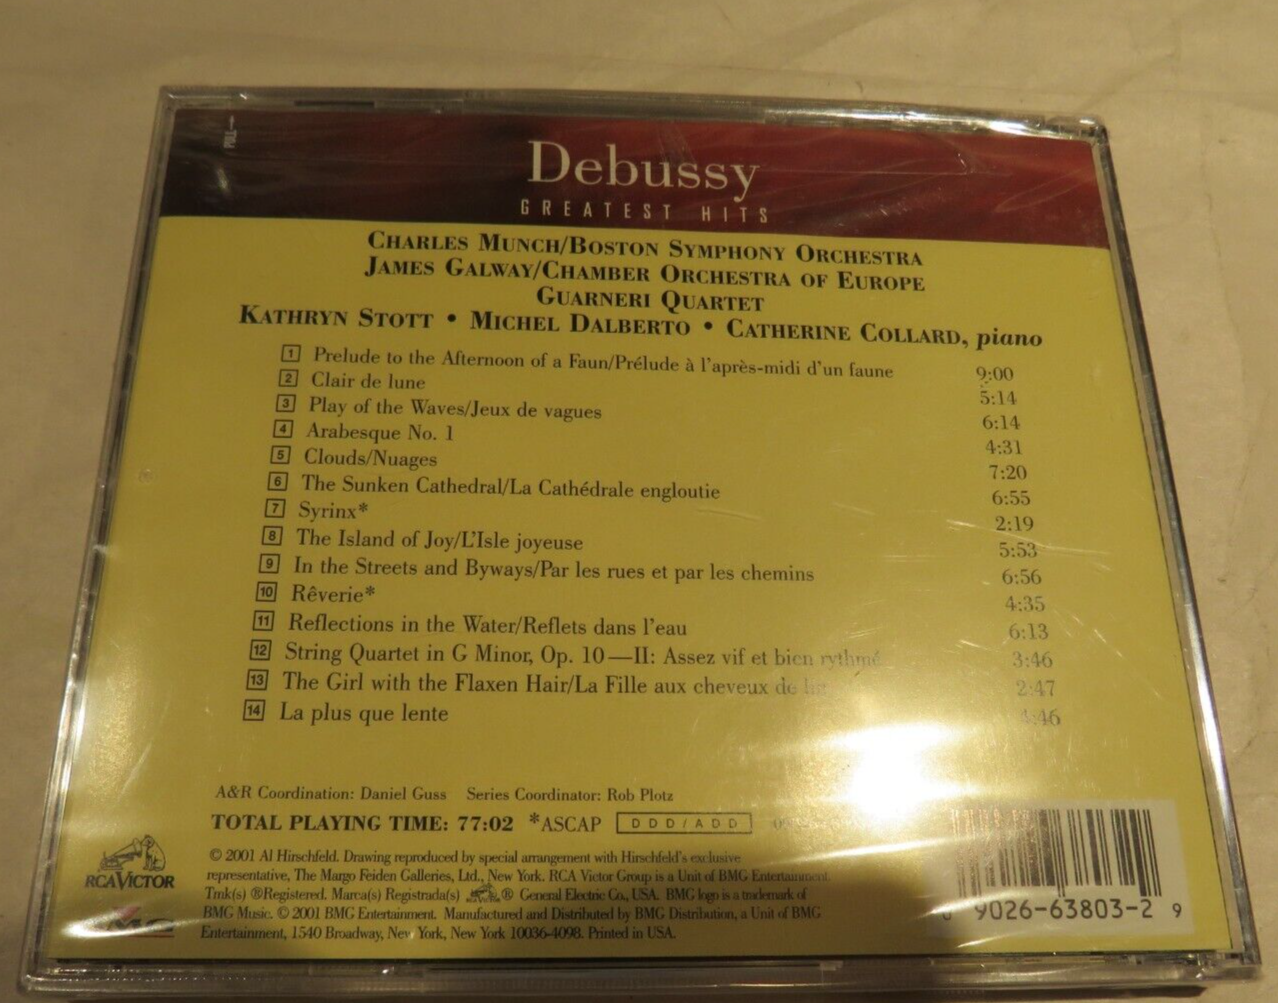 Debussy
GREATEST HITS
CHARLES MUNCH/BOSTON SYMPHONY ORCHESTRA
JAMES GALWAY/CHAMBER ORCHESTRA OF EUROPE
GUARNERI QUARTET
KATHRYN STOTT • MICHEL DALBERTO • CATHERINE COLLARD, piano
1 Prelude to the Afternoon of a Faun/Prélude à l'après-midi d'un faune 9:00
2 Clair de lune 5:14
3 Play of the Waves/Jeux de vagues 6:14
4 Arabesque No. 1 4:31
5 Clouds/Nuages 7:20
6 The Sunken Cathedral/La Cathédrale engloutie 6:55
7 Syrinx* 2:19
8 The Island of Joy/L'Isle joyeuse 5:53
9 In the Streets and Byways/Par les rues et par les chemins 6:56
10 Rêverie* 4:35
11 Reflections in the Water/Reflets dans l'eau 6:13
12 String Quartet in G Minor, Op. 10—II: Assez vif et bien rythmé 3:46
13 The Girl with the Flaxen Hair/La Fille aux cheveux de lin 2:47
14 La plus que lente 4:46
A&R Coordination: Daniel Guss Series Coordinator: Rob Plotz
TOTAL PLAYING TIME: 77:02 *ASCAP DDD/ADD
RCA VICTOR
© 2001 Al Hirschfeld. Drawing reproduced by special arrangement with Hirschfeld's exclusive
representative, The Margo Feiden Galleries, Ltd., New York. RCA Victor Group is a Unit of BMG Entertainment.
Tmk(s) ®Registered. Marca(s) Registrada(s) ® General Electric Co., USA. BMG logo is a trademark of
BMG Music. © 2001 BMG Entertainment. Manufactured and Distributed by BMG Distribution, a Unit of BMG
Entertainment, 1540 Broadway, New York, New York 10036-4098. Printed in USA.
BMG
0 9026-63803-2 9